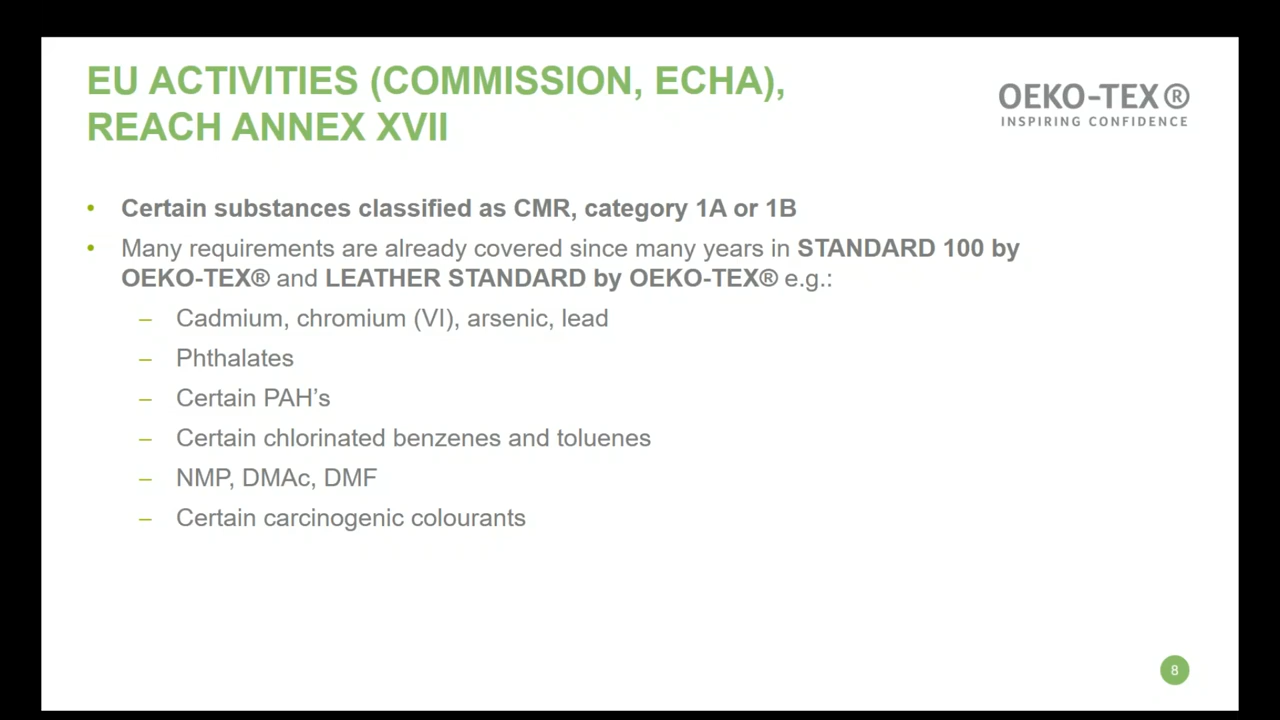 EU ACTIVITIES (COMMISSION, ECHA),
REACH ANNEX XVII
OEKO-TEX®
INSPIRING CONFIDENCE
• Certain substances classified as CMR, category 1A or 1B
• Many requirements are already covered since many years in STANDARD 100 by
OEKO-TEX® and LEATHER STANDARD by OEKO-TEX® e.g.:
– Cadmium, chromium (VI), arsenic, lead
– Phthalates
– Certain PAH’s
– Certain chlorinated benzenes and toluenes
– NMP, DMAc, DMF
– Certain carcinogenic colourants
8